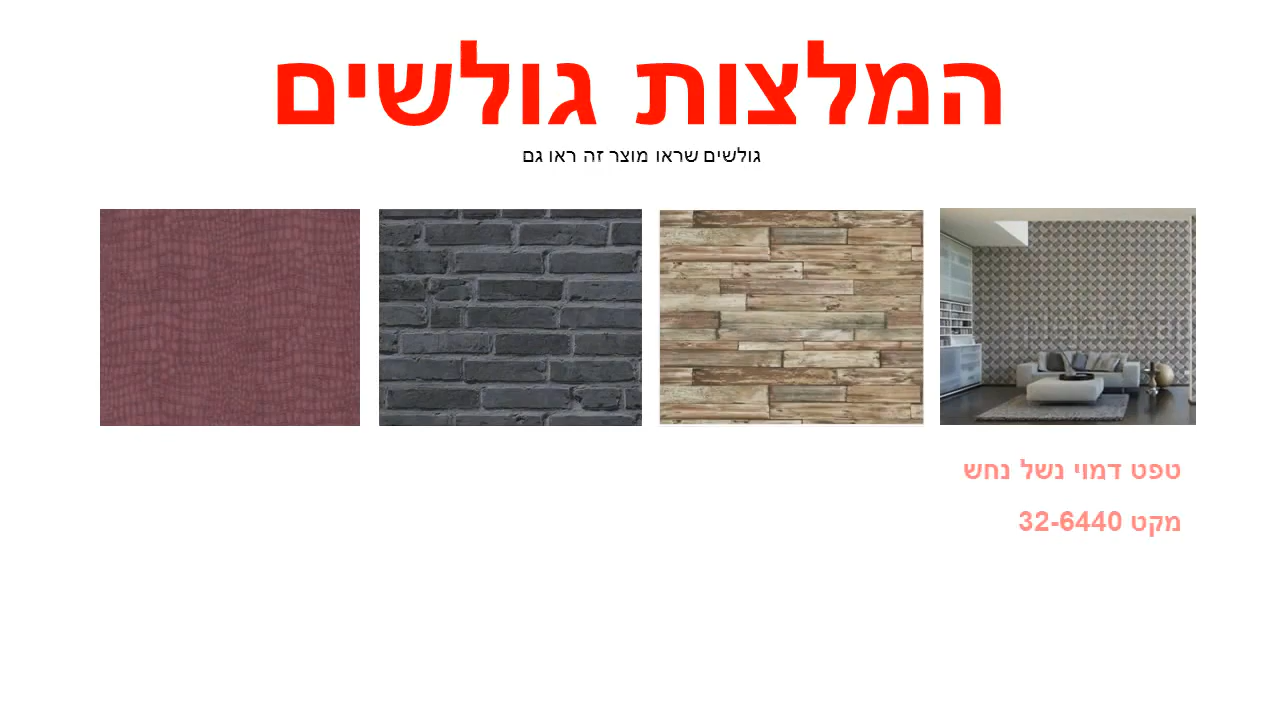 המלצות גולשים
גולשים שראו מוצר זה ראו גם
טפט דמוי נשל נחש
מקט 32-6440